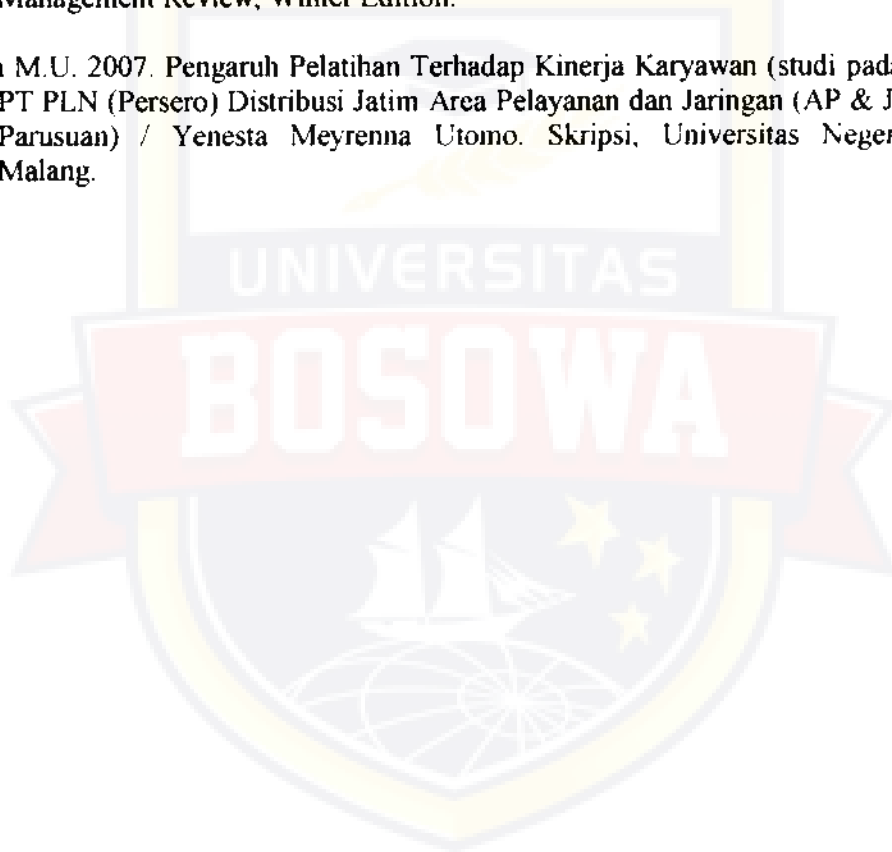 Management Review, Winter Edition.
M.U. 2007. Pengaruh Pelatihan Terhadap Kinerja Karyawan (studi pada
PT PLN (Persero) Distribusi Jatim Area Pelayanan dan Jaringan (AP & J
Parusuan) / Yenesta Meyrenna Utomo. Skripsi, Universitas Neger
Malang.
UNIVERSITAS
BOSOWA